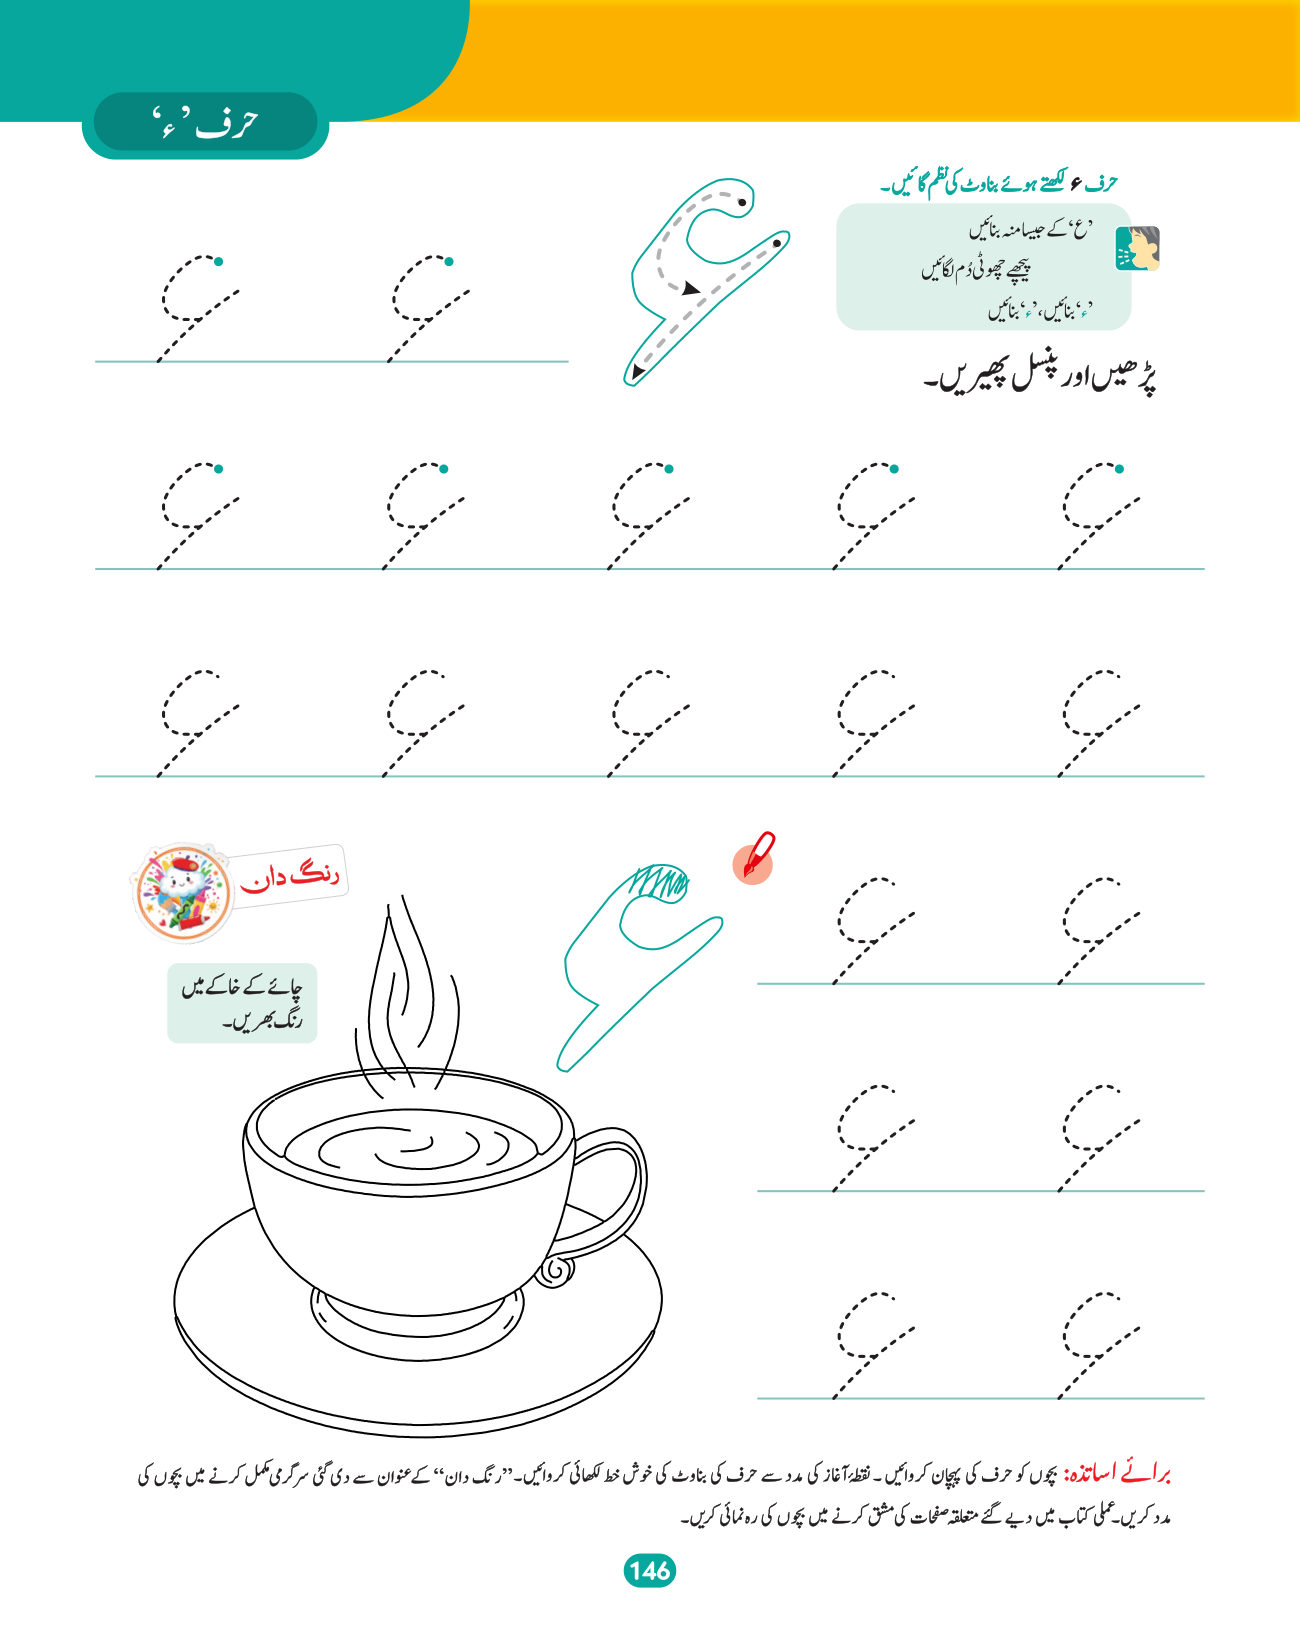 حرف ’ء‘
حرف ء لکھتے ہوئے بناوٹ کی نظم گائیں۔
’ع‘ کے جیسا منہ بنائیں
پیچھے چھوٹی دُم لگائیں
’ء‘ بنائیں، ’ء‘ بنائیں
پڑھیں اور پنسل پھیریں۔
رنگ دان
چائے کے خاکے میں
رنگ بھریں۔
برائے اساتذہ: بچوں کو حرف کی پہچان کروائیں۔ نقطۂ آغاز کی مدد سے حرف کی بناوٹ کی خوش خط لکھائی کروائیں۔ ”رنگ دان“ کے عنوان سے دی گئی سرگرمی مکمل کرنے میں بچوں کی
مدد کریں۔ عملی کتاب میں دیے گئے متعلقہ صفحات کی مشق کرنے میں بچوں کی رہ نمائی کریں۔
146